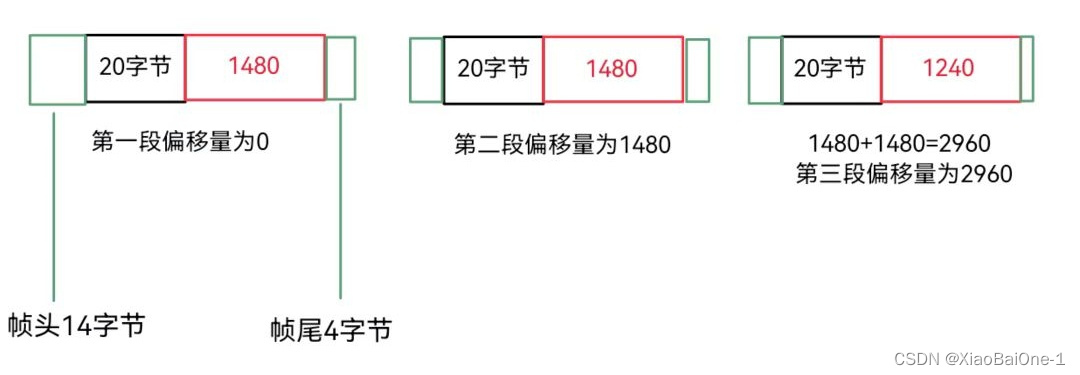 20字节 1480
20字节 1480
20字节 1240
第一段偏移量为0
第二段偏移量为1480
1480+1480=2960
第三段偏移量为2960
帧头14字节
帧尾4字节
CSDN @XiaoBaiOne-1